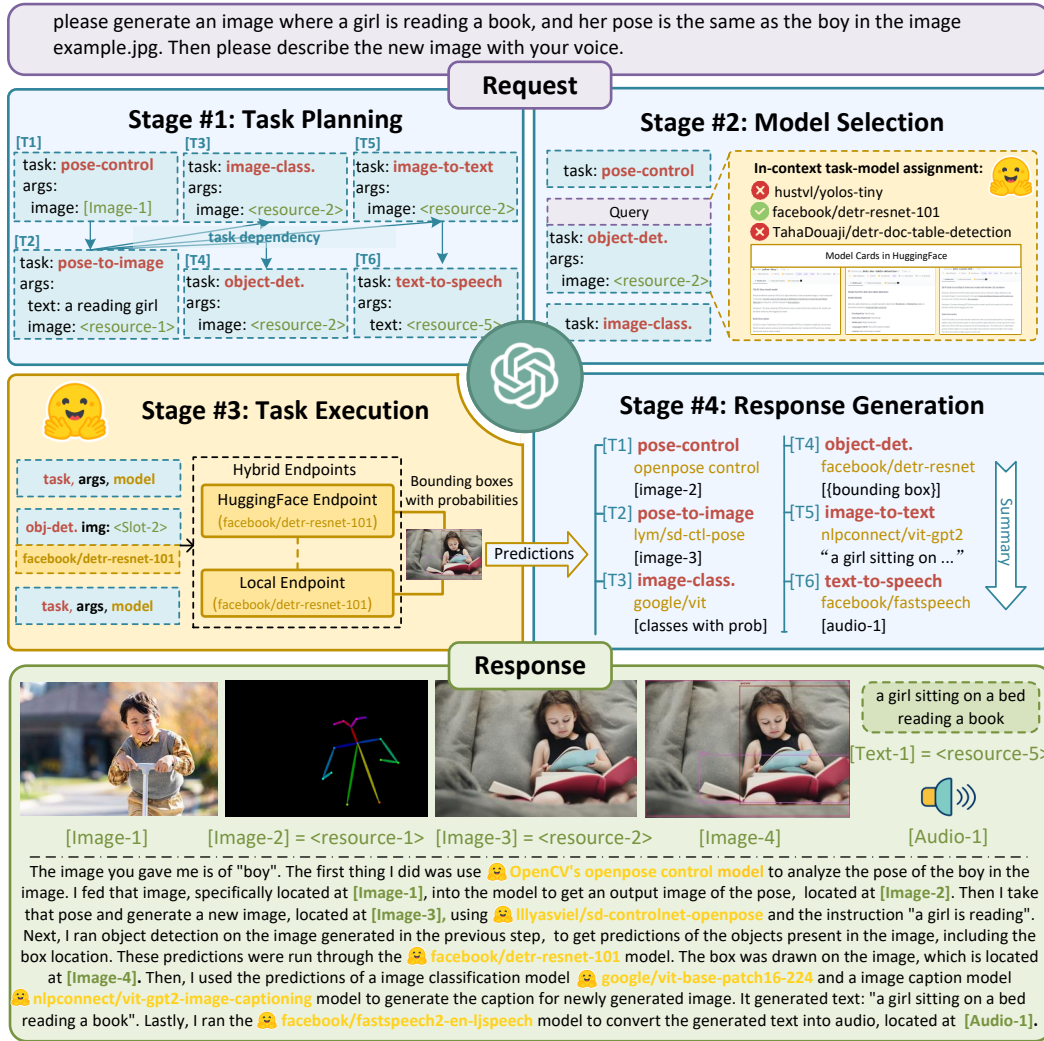 please generate an image where a girl is reading a book, and her pose is the same as the boy in the image
example.jpg. Then please describe the new image with your voice.
Request
Stage #1: Task Planning
[T1]
task: pose-control
args:
image: [Image-1]
[T3]
task: image-class.
args:
image: <resource-2>
[T5]
task: image-to-text
args:
image: <resource-2>
task dependency
[T2]
task: pose-to-image
args:
text: a reading girl
image: <resource-1>
[T4]
task: object-det.
args:
image: <resource-2>
[T6]
task: text-to-speech
args:
text: <resource-5>
Stage #2: Model Selection
task: pose-control
Query
task: object-det.
args:
image: <resource-2>
task: image-class.
In-context task-model assignment:
hustvl/yolos-tiny
facebook/detr-resnet-101
TahaDouaji/detr-doc-table-detection
Model Cards in HuggingFace
Stage #3: Task Execution
task, args, model
obj-det. img: <Slot-2>
facebook/detr-resnet-101
task, args, model
Hybrid Endpoints
HuggingFace Endpoint
(facebook/detr-resnet-101)
Local Endpoint
(facebook/detr-resnet-101)
Bounding boxes
with probabilities
Predictions
Stage #4: Response Generation
[T1] pose-control
openpose control
[image-2]
[T2] pose-to-image
lym/sd-ctl-pose
[image-3]
[T3] image-class.
google/vit
[classes with prob]
[T4] object-det.
facebook/detr-resnet
[{bounding box}]
[T5] image-to-text
nlpconnect/vit-gpt2
“a girl sitting on ...”
[T6] text-to-speech
facebook/fastspeech
[audio-1]
Summary
Response
a girl sitting on a bed
reading a book
[Text-1] = <resource-5>
[Image-1]
[Image-2] = <resource-1>
[Image-3] = <resource-2>
[Image-4]
[Audio-1]
The image you gave me is of "boy". The first thing I did was use OpenCV's openpose control model to analyze the pose of the boy in the
image. I fed that image, specifically located at [Image-1], into the model to get an output image of the pose, located at [Image-2]. Then I take
that pose and generate a new image, located at [Image-3], using lllyasviel/sd-controlnet-openpose and the instruction "a girl is reading".
Next, I ran object detection on the image generated in the previous step, to get predictions of the objects present in the image, including the
box location. These predictions were run through the facebook/detr-resnet-101 model. The box was drawn on the image, which is located
at [Image-4]. Then, I used the predictions of a image classification model google/vit-base-patch16-224 and a image caption model
nlpconnect/vit-gpt2-image-captioning model to generate the caption for newly generated image. It generated text: "a girl sitting on a bed
reading a book". Lastly, I ran the facebook/fastspeech2-en-ljspeech model to convert the generated text into audio, located at [Audio-1].